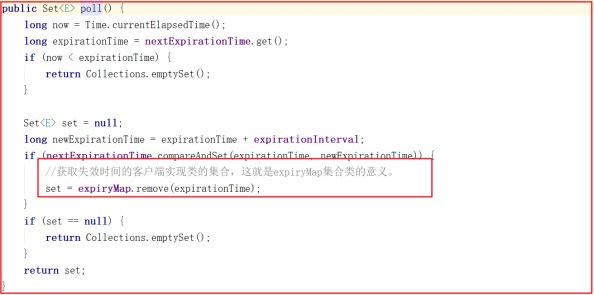 public Set<E> poll() {
long now = Time.currentElapsedTime();
long expirationTime = nextExpirationTime.get();
if (now < expirationTime) {
return Collections.emptySet();
}
Set<E> set = null;
long newExpirationTime = expirationTime + expirationInterval;
if (nextExpirationTime.compareAndSet(expirationTime, newExpirationTime)) {
//获取失效时间的客户端实现类的集合，这就是expiryMap集合类的意义。
set = expiryMap.remove(expirationTime);
}
if (set == null) {
return Collections.emptySet();
}
return set;
}